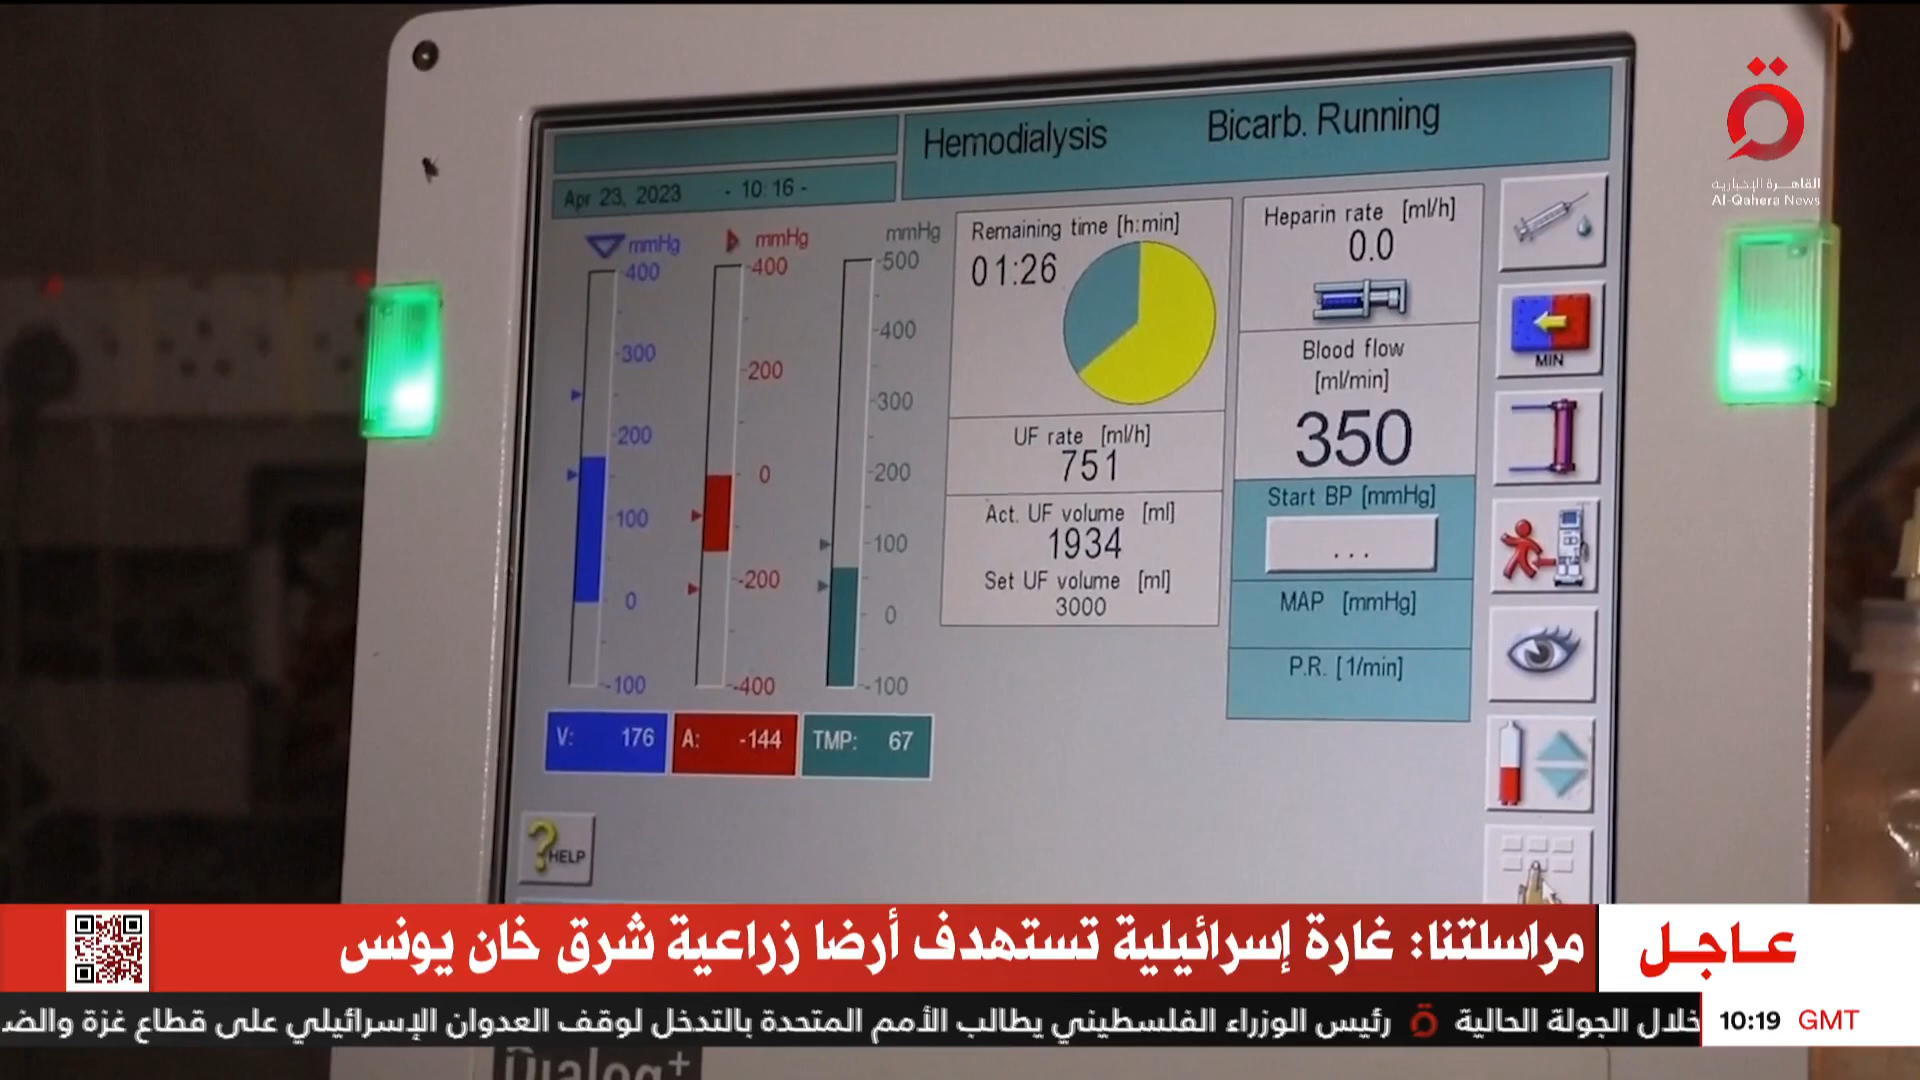 Hemodialysis
Bicarb. Running
Apr 23, 2023 - 10:16 -
القاهرة الإخبارية
Al-Qahera News
mmHg
400
300
200
100
0
-100
mmHg
400
200
0
-200
-400
mmHg
500
400
300
200
100
0
-100
V: 176
A: -144
TMP: 67
Remaining time [h:min]
01:26
UF rate [ml/h]
751
Act. UF volume [ml]
1934
Set UF volume [ml]
3000
Heparin rate [ml/h]
0.0
Blood flow
[ml/min]
350
Start BP [mmHg]
...
MAP [mmHg]
P.R. [1/min]
MIN
? HELP
عاجل
مراسلتنا: غارة إسرائيلية تستهدف أرضا زراعية شرق خان يونس
خلال الجولة الحالية رئيس الوزراء الفلسطيني يطالب الأمم المتحدة بالتدخل لوقف العدوان الإسرائيلي على قطاع غزة والض
10:19 GMT
Dialog+